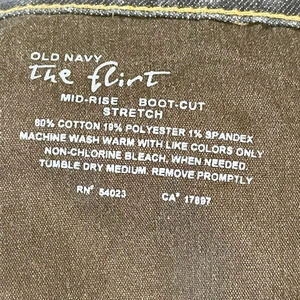 OLD NAVY
the flirt
MID-RISE BOOT-CUT
STRETCH
80% COTTON 19% POLYESTER 1% SPANDEX
MACHINE WASH WARM WITH LIKE COLORS ONLY
NON-CHLORINE BLEACH, WHEN NEEDED.
TUMBLE DRY MEDIUM. REMOVE PROMPTLY
RN# 54023 CA# 17897